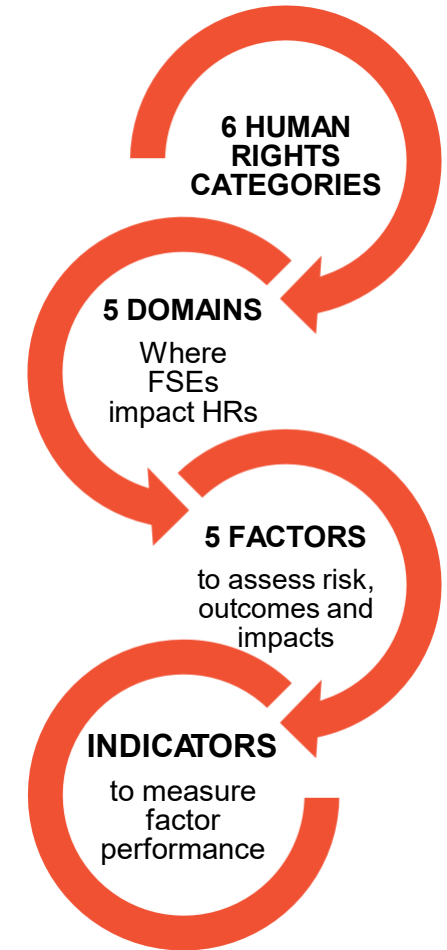 6 HUMAN
RIGHTS
CATEGORIES
5 DOMAINS
Where
FSEs
impact HRs
5 FACTORS
to assess risk,
outcomes and
impacts
INDICATORS
to measure
factor
performance